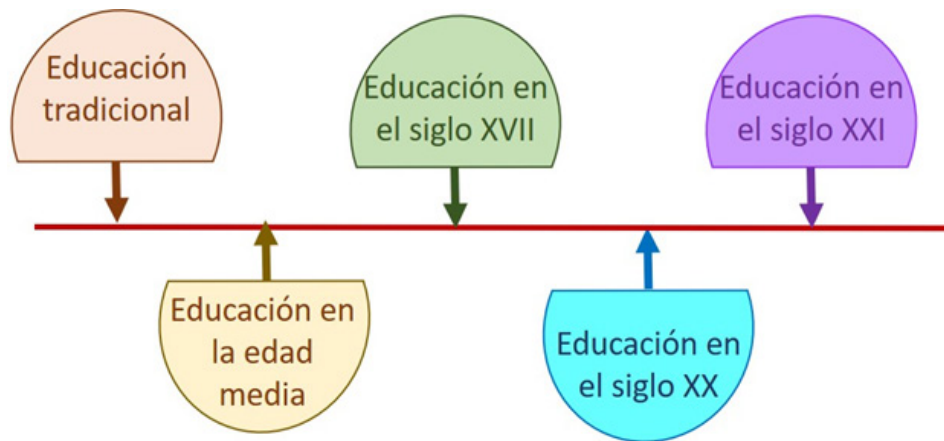 Educación
tradicional
Educación en
la edad
media
Educación en
el siglo XVII
Educación en
el siglo XX
Educación en
el siglo XXI